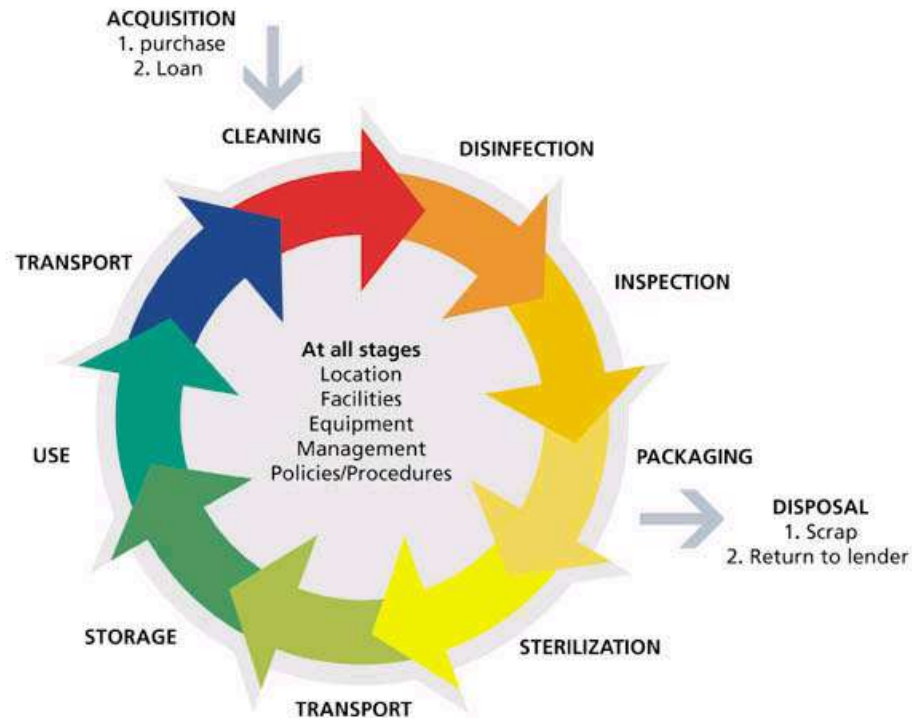 ACQUISITION
1. purchase
2. Loan
CLEANING
DISINFECTION
TRANSPORT
INSPECTION
At all stages
Location
Facilities
Equipment
Management
Policies/Procedures
USE
PACKAGING
DISPOSAL
1. Scrap
2. Return to lender
STORAGE
STERILIZATION
TRANSPORT